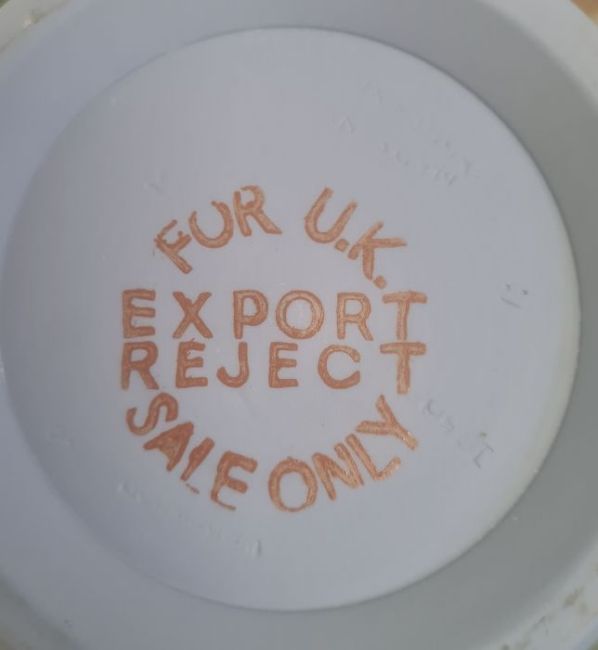 FOR U.K.
EXPORT
REJECT
SALE ONLY